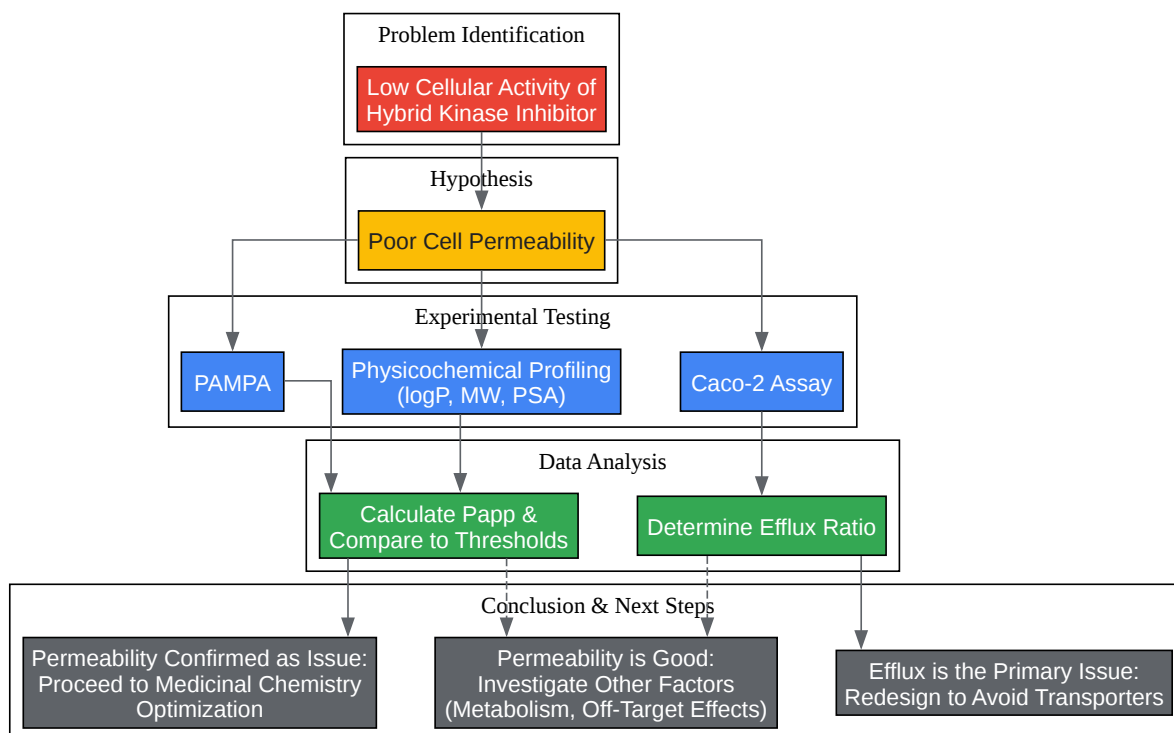 Problem Identification
Low Cellular Activity of
Hybrid Kinase Inhibitor
Hypothesis
Poor Cell Permeability
Experimental Testing
PAMPA
Physicochemical Profiling
(logP, MW, PSA)
Caco-2 Assay
Data Analysis
Calculate Papp &
Compare to Thresholds
Determine Efflux Ratio
Conclusion & Next Steps
Permeability Confirmed as Issue:
Proceed to Medicinal Chemistry
Optimization
Permeability is Good:
Investigate Other Factors
(Metabolism, Off-Target Effects)
Efflux is the Primary Issue:
Redesign to Avoid Transporters